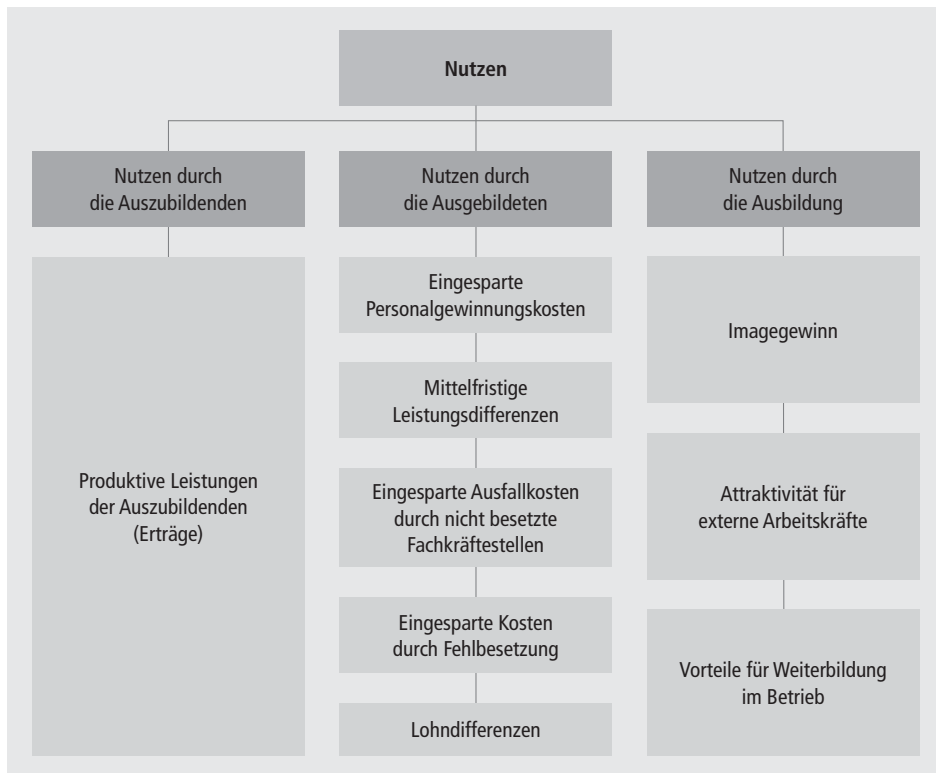 Nutzen
Nutzen durch
die Auszubildenden
Produktive Leistungen
der Auszubildenden
(Erträge)
Nutzen durch
die Ausgebildeten
Eingesparte
Personalgewinnungskosten
Mittelfristige
Leistungsdifferenzen
Eingesparte Ausfallkosten
durch nicht besetzte
Fachkräftestellen
Eingesparte Kosten
durch Fehlbesetzung
Lohndifferenzen
Nutzen durch
die Ausbildung
Imagegewinn
Attraktivität für
externe Arbeitskräfte
Vorteile für Weiterbildung
im Betrieb